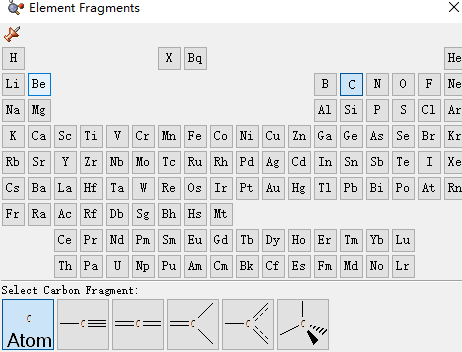 Element Fragments
H X Bq He
Li Be B C N O F Ne
Na Mg Al Si P S Cl Ar
K Ca Sc Ti V Cr Mn Fe Co Ni Cu Zn Ga Ge As Se Br Kr
Rb Sr Y Zr Nb Mo Tc Ru Rh Pd Ag Cd In Sn Sb Te I Xe
Cs Ba La Hf Ta W Re Os Ir Pt Au Hg Tl Pb Bi Po At Rn
Fr Ra Ac Rf Db Sg Bh Hs Mt
Ce Pr Nd Pm Sm Eu Gd Tb Dy Ho Er Tm Yb Lu
Th Pa U Np Pu Am Cm Bk Cf Es Fm Md No Lr
Select Carbon Fragment:
C C C C C C
Atom